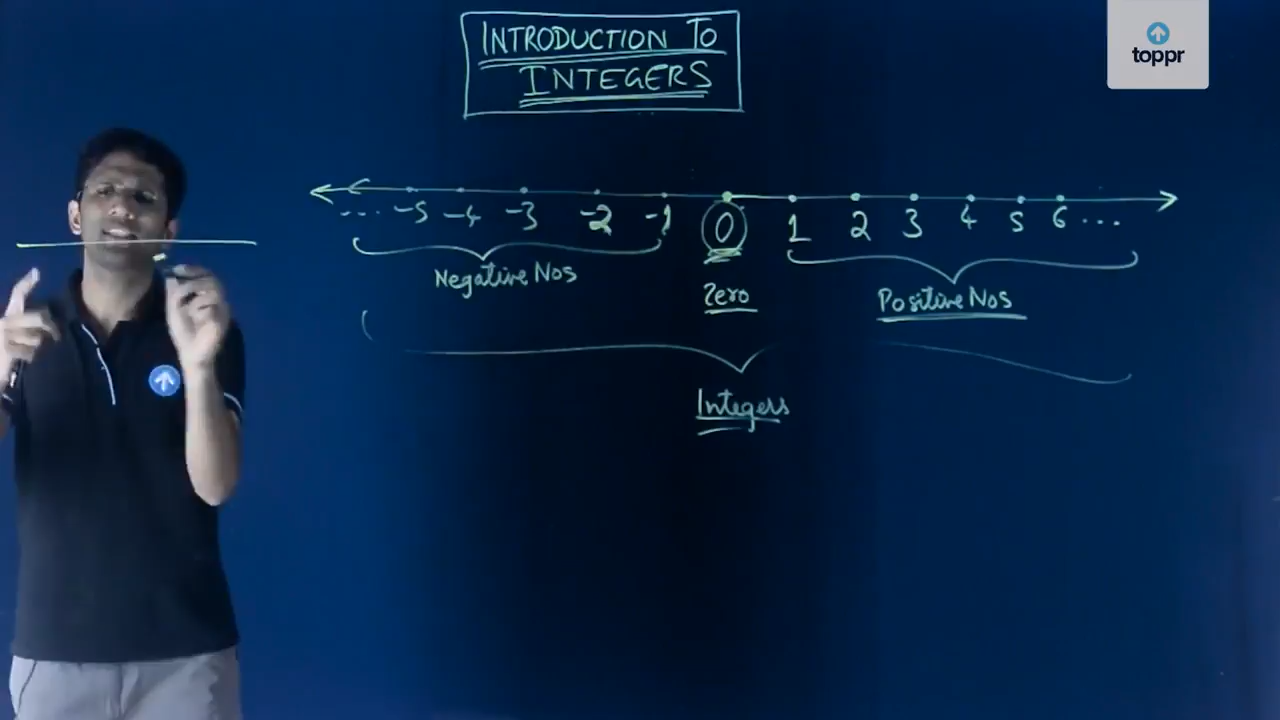 INTRODUCTION TO
INTEGERS
toppr
... -5 -4 -3 -2 -1 0 1 2 3 4 5 6 ...
Negative Nos
Zero
Positive Nos
Integers